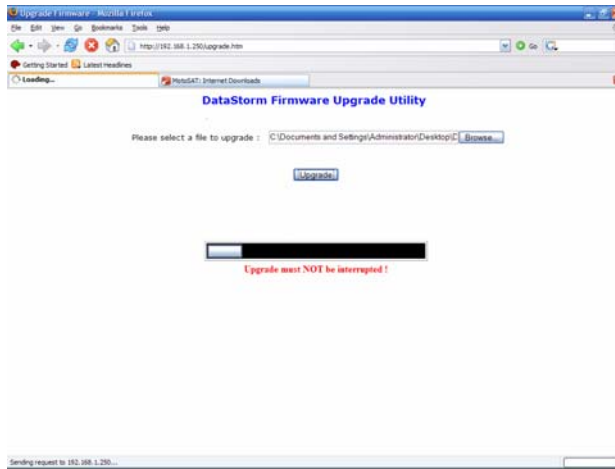 Upgrade Firmware - Mozilla Firefox
File Edit View Go Bookmarks Tools Help
http://192.168.1.250/upgrade.htm
Getting Started Latest Headlines
Loading... MotoSAT: Internet Downloads
DataStorm Firmware Upgrade Utility
Please select a file to upgrade : C:\Documents and Settings\Administrator\Desktop\D Browse...
Upgrade
Upgrade must NOT be interrupted !
Sending request to 192.168.1.250...